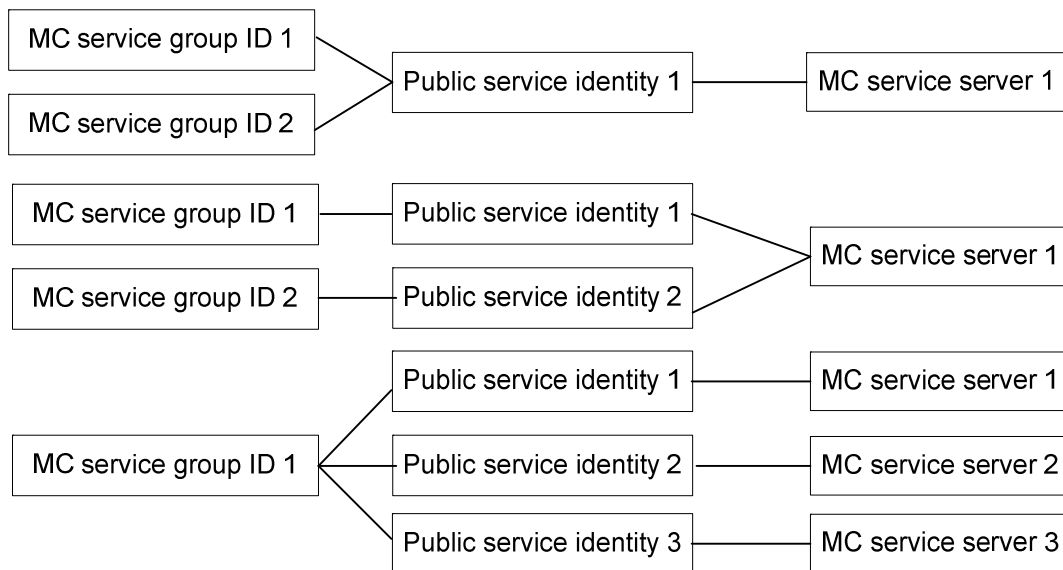 MC service group ID 1
MC service group ID 2
Public service identity 1
MC service server 1
MC service group ID 1
Public service identity 1
MC service group ID 2
Public service identity 2
MC service server 1
MC service group ID 1
Public service identity 1
MC service server 1
Public service identity 2
MC service server 2
Public service identity 3
MC service server 3